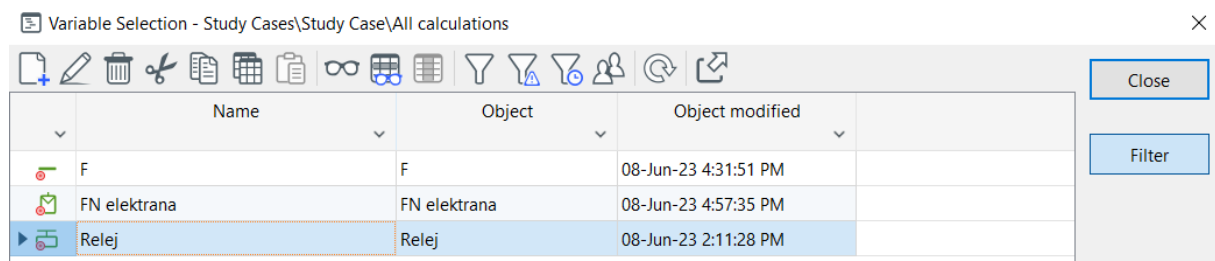 Variable Selection - Study Cases\Study Case\All calculations
Close
Name Object Object modified
Filter
F F 08-Jun-23 4:31:51 PM
FN elektrana FN elektrana 08-Jun-23 4:57:35 PM
Relej Relej 08-Jun-23 2:11:28 PM